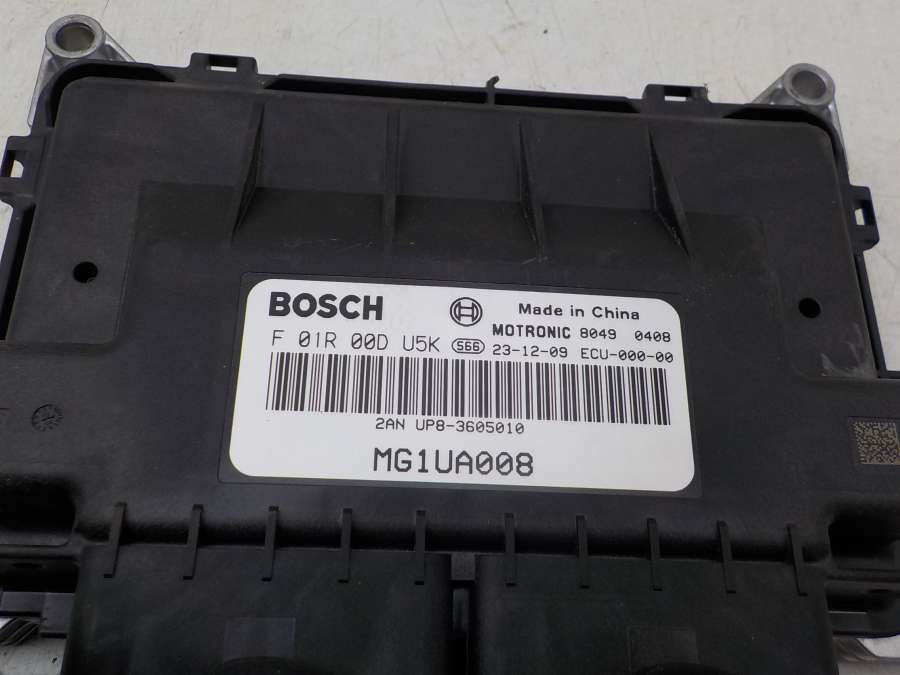 BOSCH
Made in China
MOTRONIC 8049 0408
F 01R 00D U5K S66 23-12-09 ECU-000-00
2AN UP8-3605010
MG1UA008